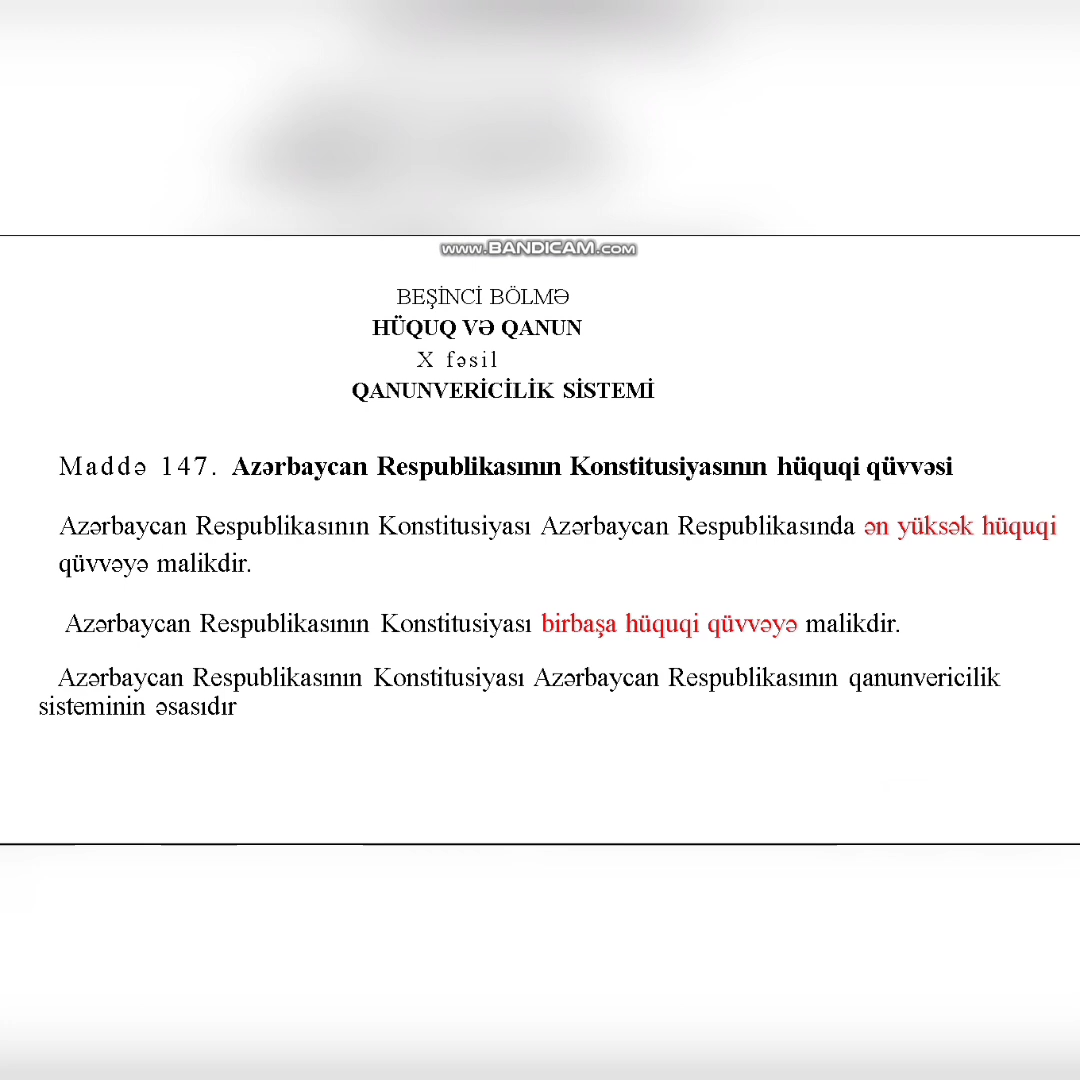 www.BANDICAM.com
BEŞİNCİ BÖLMƏ
HÜQUQ VƏ QANUN
X fəsil
QANUNVERİCİLİK SİSTEMİ
Maddə 147. Azərbaycan Respublikasının Konstitusiyasının hüquqi qüvvəsi
Azərbaycan Respublikasının Konstitusiyası Azərbaycan Respublikasında ən yüksək hüquqi
qüvvəyə malikdir.
Azərbaycan Respublikasının Konstitusiyası birbaşa hüquqi qüvvəyə malikdir.
Azərbaycan Respublikasının Konstitusiyası Azərbaycan Respublikasının qanunvericilik
sisteminin əsasıdır